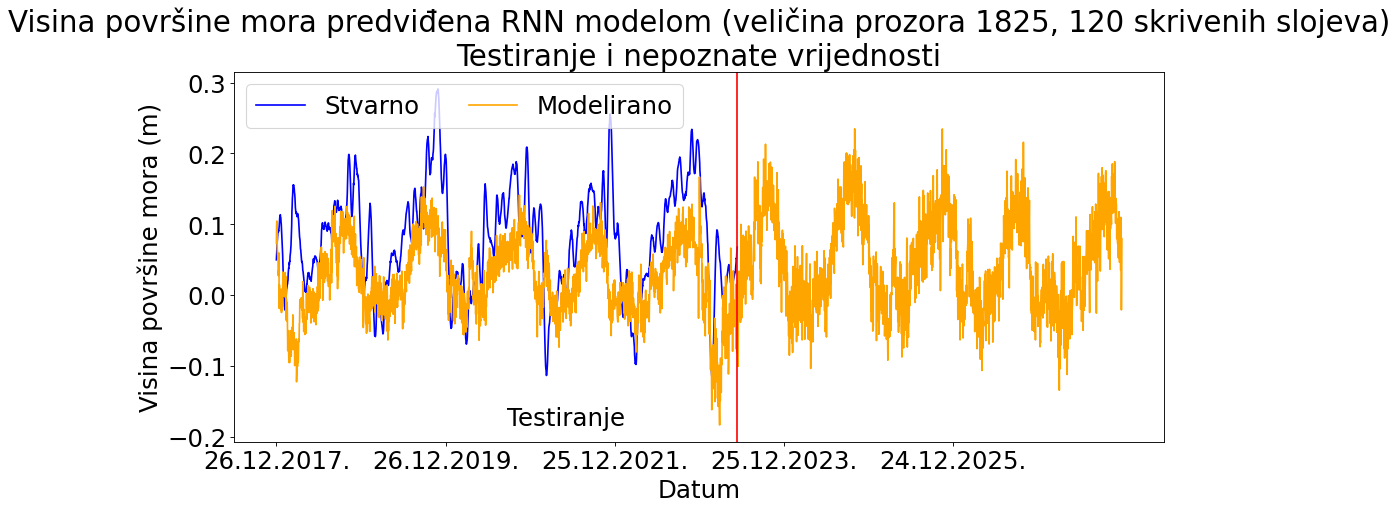 Visina površine mora predviđena RNN modelom (veličina prozora 1825, 120 skrivenih slojeva)
Testiranje i nepoznate vrijednosti
Stvarno
Modelirano
Visina površine mora (m)
0.3
0.2
0.1
0.0
−0.1
−0.2
Testiranje
26.12.2017.
26.12.2019.
25.12.2021.
25.12.2023.
24.12.2025.
Datum